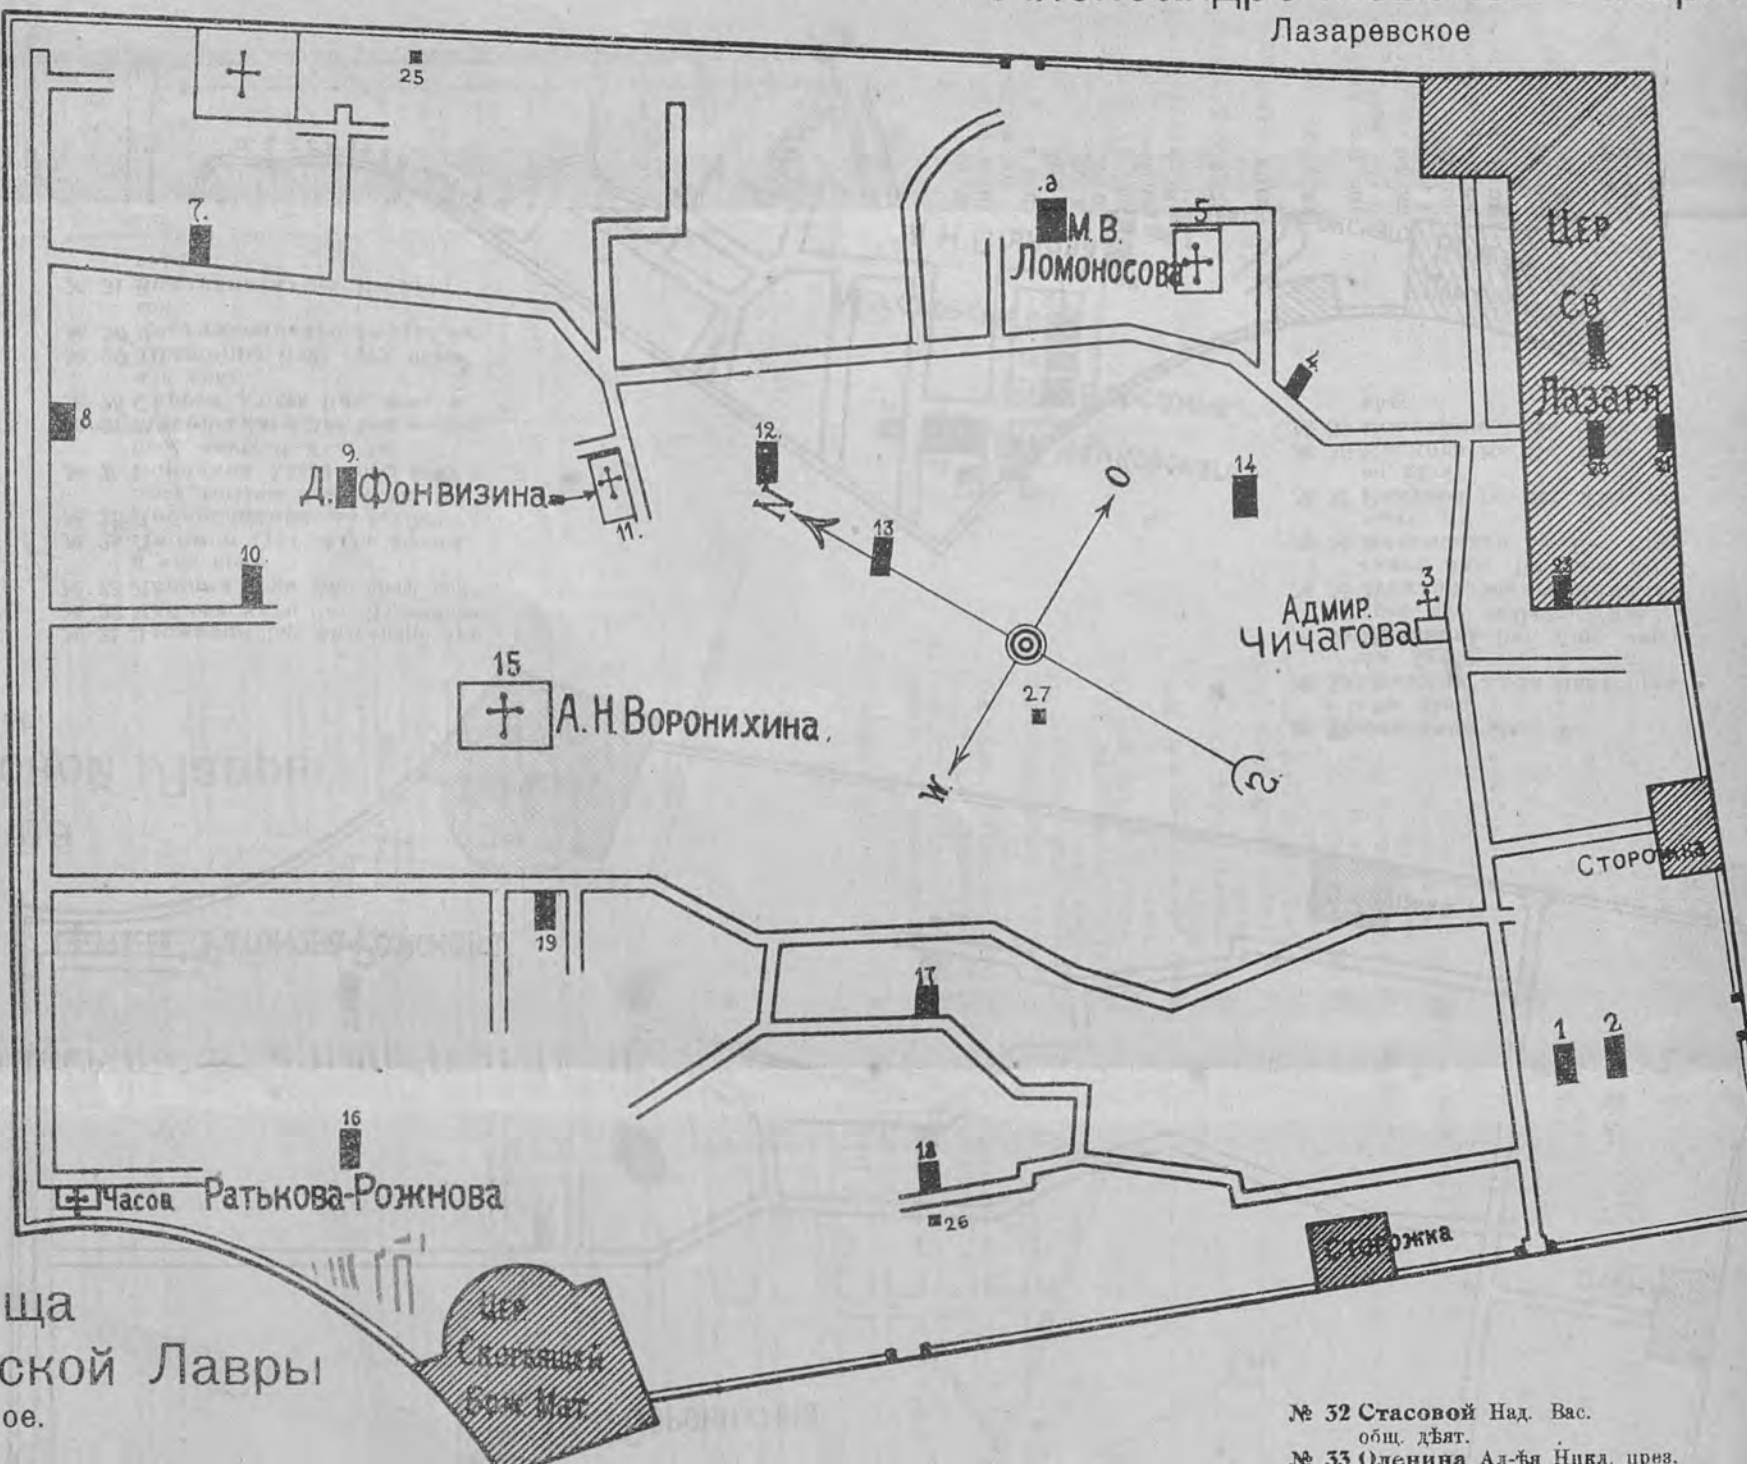 Лазаревское
25
7.
5
М. В.
Ломоносова
Цер
Св
Лазаря
4
8
9.
Д. Фонвизина
11.
12.
N
13
O
14
20
21
23
10.
3
Адмир.
Чичагова
15
А. Н. Воронихина.
27
W.
S
Сторожка
19
17
1
2
16
18
26
Часов
Ратькова-Рожнова
Сторожка
Цер.
Скорбящей
Бож. Мат.
ща
ской Лавры
ое.
№ 32 Стасовой Над. Вас.
общ. дѣят.
№ 33 Оленина Ал-ѣя Никл. през.